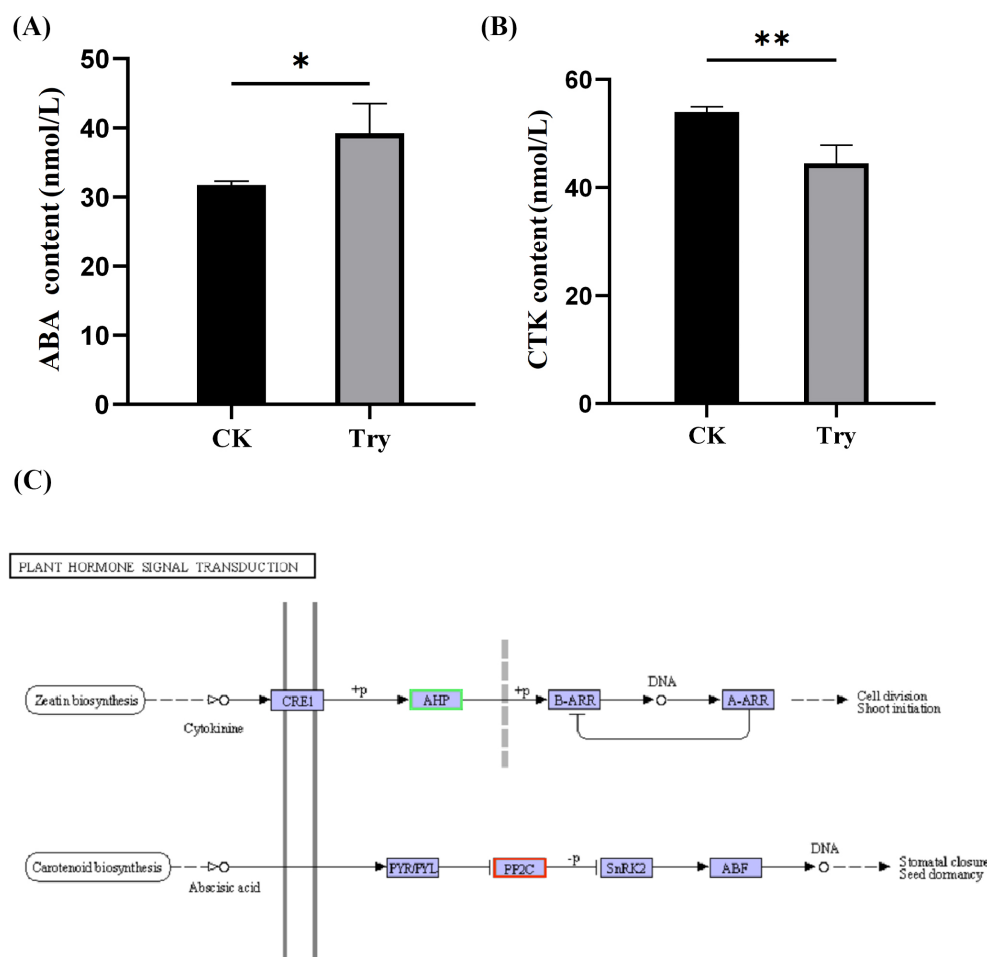 (A)
*
50
40
30
20
10
0
ABA content (nmol/L)
CK
Try
(B)
**
60
40
20
0
CTK content (nmol/L)
CK
Try
(C)
PLANT HORMONE SIGNAL TRANSDUCTION
Zeatin biosynthesis
Cytokinine
CRE1
+p
AHP
+p
B-ARR
DNA
A-ARR
Cell division
Shoot initiation
Carotenoid biosynthesis
Abscisic acid
PYR/PYL
PP2C
-p
SnRK2
ABF
DNA
Stomatal closure
Seed dormancy